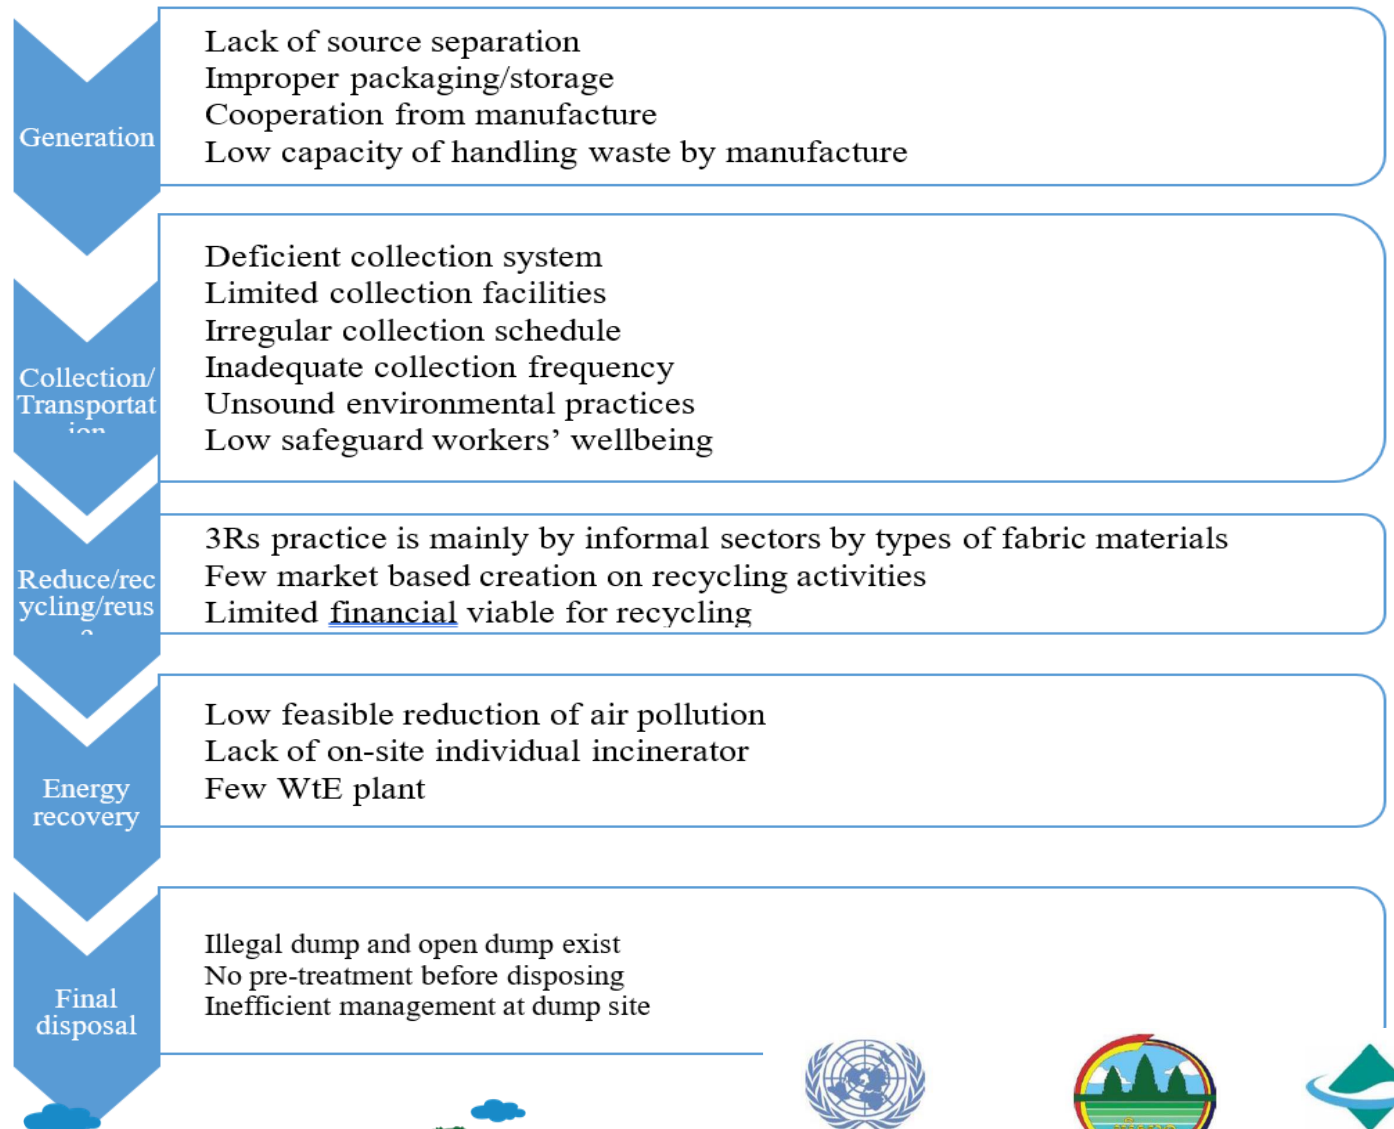 Generation
Lack of source separation
Improper packaging/storage
Cooperation from manufacture
Low capacity of handling waste by manufacture
Collection/
Transportat
ion
Deficient collection system
Limited collection facilities
Irregular collection schedule
Inadequate collection frequency
Unsound environmental practices
Low safeguard workers’ wellbeing
Reduce/rec
ycling/reus
e
3Rs practice is mainly by informal sectors by types of fabric materials
Few market based creation on recycling activities
Limited financial viable for recycling
Energy
recovery
Low feasible reduction of air pollution
Lack of on-site individual incinerator
Few WtE plant
Final
disposal
Illegal dump and open dump exist
No pre-treatment before disposing
Inefficient management at dump site